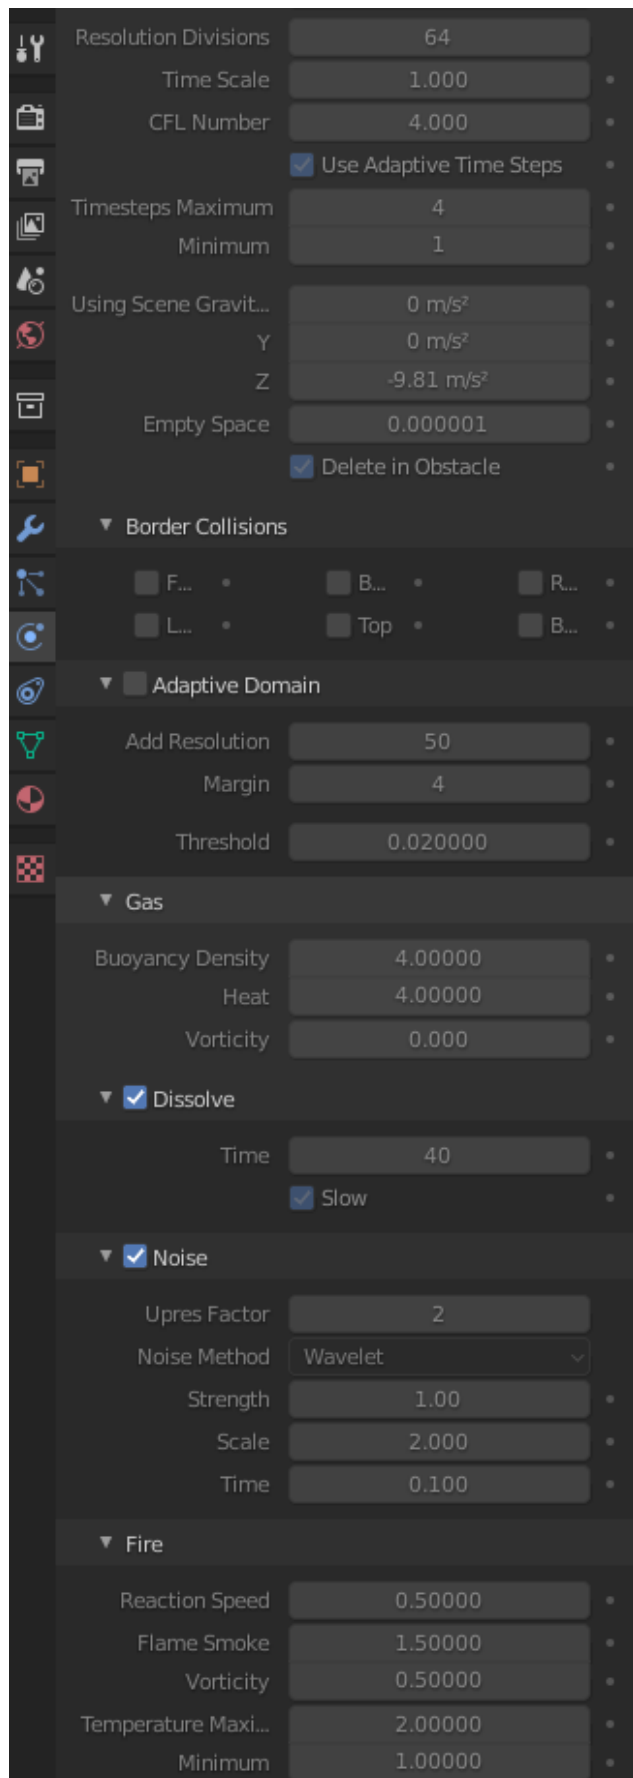 Resolution Divisions 64
Time Scale 1.000
CFL Number 4.000
Use Adaptive Time Steps
Timesteps Maximum 4
Minimum 1
Using Scene Gravit... 0 m/s²
Y 0 m/s²
Z -9.81 m/s²
Empty Space 0.000001
Delete in Obstacle
Border Collisions
F... B... R...
L... Top B...
Adaptive Domain
Add Resolution 50
Margin 4
Threshold 0.020000
Gas
Buoyancy Density 4.00000
Heat 4.00000
Vorticity 0.000
Dissolve
Time 40
Slow
Noise
Upres Factor 2
Noise Method Wavelet
Strength 1.00
Scale 2.000
Time 0.100
Fire
Reaction Speed 0.50000
Flame Smoke 1.50000
Vorticity 0.50000
Temperature Maxi... 2.00000
Minimum 1.00000